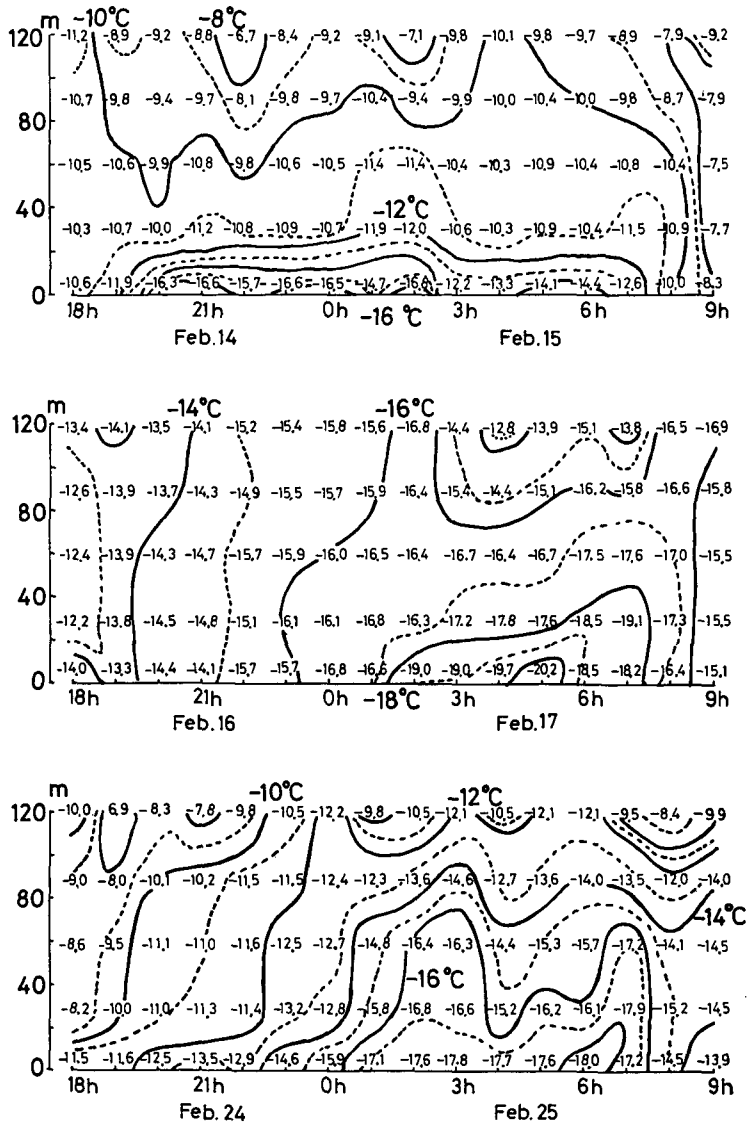 m -10°C -8°C
120 -11.2 -8.9 -9.2 -8.8 -6.7 -8.4 -9.2 -9.1 -7.1 -9.8 -10.1 -9.8 -9.7 -8.9 -7.9 -9.2
-10.7 -9.8 -9.4 -9.7 -8.1 -9.8 -9.7 -10.4 -9.4 -9.9 -10.0 -10.4 -10.0 -9.8 -8.7 -7.9
80
-10.5 -10.6 -9.9 -10.8 -9.8 -10.6 -10.5 -11.4 -11.4 -10.4 -10.3 -10.9 -10.4 -10.8 -10.4 -7.5
40 -12°C
-10.3 -10.7 -10.0 -11.2 -10.8 -10.9 -10.7 -11.9 -12.0 -10.6 -10.3 -10.9 -10.4 -11.5 -10.9 -7.7
-10.6 -11.9 -16.3 -16.6 -15.7 -16.6 -16.5 -14.7 -12.2 -13.3 -14.1 -14.4 -12.6 -10.0 -8.3
0
18h 21h 0h -16°C 3h 6h 9h
Feb.14 Feb.15
m -14°C -16°C
120 -13.4 -14.1 -13.5 -14.1 -15.2 -15.4 -15.8 -15.6 -16.8 -14.4 -12.8 -13.9 -15.1 -13.8 -16.5 -16.9
-12.6 -13.9 -13.7 -14.3 -14.9 -15.5 -15.7 -15.9 -16.4 -15.4 -14.4 -15.1 -16.2 -15.8 -16.6 -15.8
80
-12.4 -13.9 -14.3 -14.7 -15.7 -15.9 -16.0 -16.5 -16.4 -16.7 -16.4 -16.7 -17.5 -17.6 -17.0 -15.5
40
-12.2 -13.8 -14.5 -14.8 -15.1 -16.1 -16.1 -16.8 -16.3 -17.2 -17.8 -17.6 -18.5 -19.1 -17.3 -15.5
-14.0 -13.3 -14.4 -14.1 -15.7 -15.7 -16.8 -16.6 -19.0 -19.0 -19.7 -20.2 -18.5 -18.2 -16.4 -15.1
0
18h 21h 0h -18°C 3h 6h 9h
Feb.16 Feb.17
m -10°C -12°C
120 -10.0 6.9 -8.3 -7.8 -9.8 -10.5 -12.2 -9.8 -10.5 -12.1 -10.5 -12.1 -12.1 -9.5 -8.4 -9.9
-9.0 -8.0 -10.1 -10.2 -11.5 -11.5 -12.4 -12.3 -13.6 -14.6 -12.7 -13.6 -14.0 -13.5 -12.0 -14.0
80 -14°C
-8.6 -9.5 -11.1 -11.0 -11.6 -12.5 -12.7 -14.8 -16.4 -16.3 -14.4 -15.3 -15.7 -17.2 -14.1 -14.5
40 -16°C
-8.2 -10.0 -11.0 -11.3 -11.4 -13.2 -12.8 -15.8 -16.8 -16.6 -15.2 -16.2 -16.1 -17.9 -15.2 -14.5
-11.5 -11.6 -12.5 -13.5 -12.9 -14.6 -15.9 -17.1 -17.6 -17.8 -17.7 -17.6 -18.0 -17.2 -14.5 -13.9
0
18h 21h 0h 3h 6h 9h
Feb.24 Feb.25